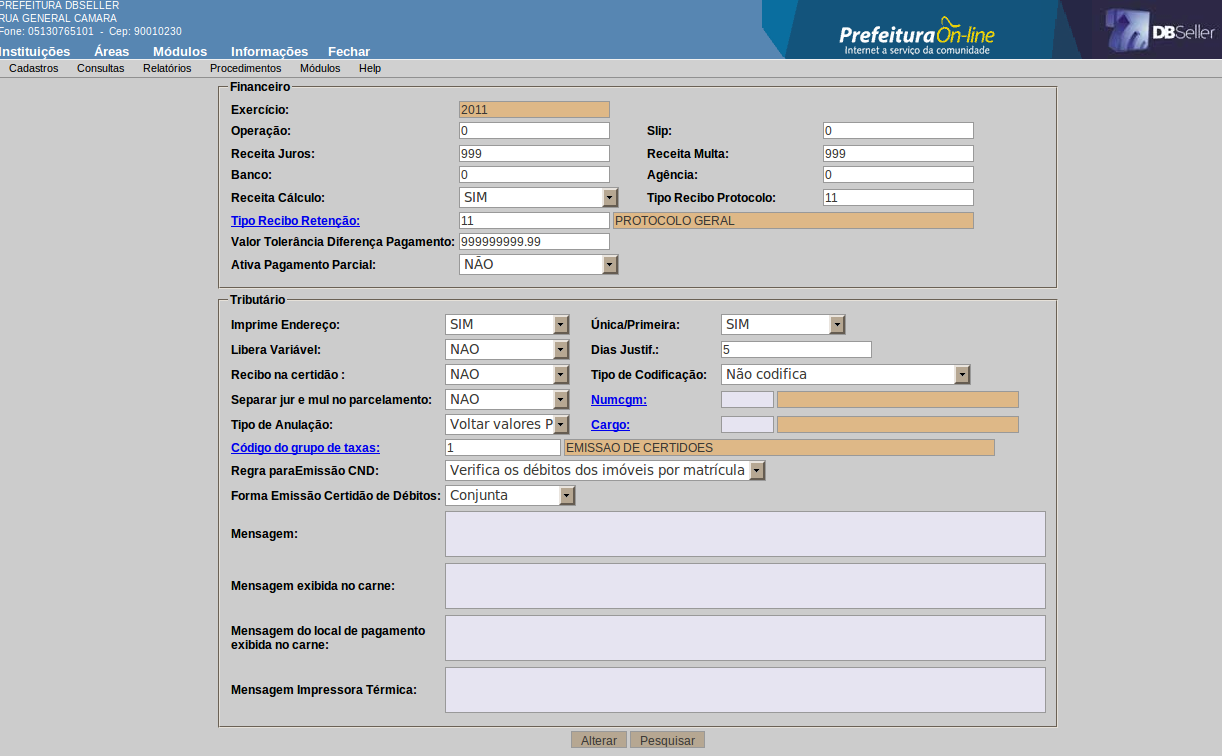 PREFEITURA DBSELLER
RUA GENERAL CAMARA
Fone: 05130765101 - Cep: 90010230
Instituições Áreas Módulos Informações Fechar
Prefeitura On-line
Internet a serviço da comunidade
DBSeller
Cadastros Consultas Relatórios Procedimentos Módulos Help
Financeiro
Exercício: 2011
Operação: 0 Slip: 0
Receita Juros: 999 Receita Multa: 999
Banco: 0 Agência: 0
Receita Cálculo: SIM Tipo Recibo Protocolo: 11
Tipo Recibo Retenção: 11 PROTOCOLO GERAL
Valor Tolerância Diferença Pagamento: 999999999.99
Ativa Pagamento Parcial: NÃO
Tributário
Imprime Endereço: SIM Única/Primeira: SIM
Libera Variável: NAO Dias Justif.: 5
Recibo na certidão : NAO Tipo de Codificação: Não codifica
Separar jur e mul no parcelamento: NAO Numcgm:
Tipo de Anulação: Voltar valores P Cargo:
Código do grupo de taxas: 1 EMISSAO DE CERTIDOES
Regra paraEmissão CND: Verifica os débitos dos imóveis por matrícula
Forma Emissão Certidão de Débitos: Conjunta
Mensagem:
Mensagem exibida no carne:
Mensagem do local de pagamento
exibida no carne:
Mensagem Impressora Térmica:
Alterar Pesquisar